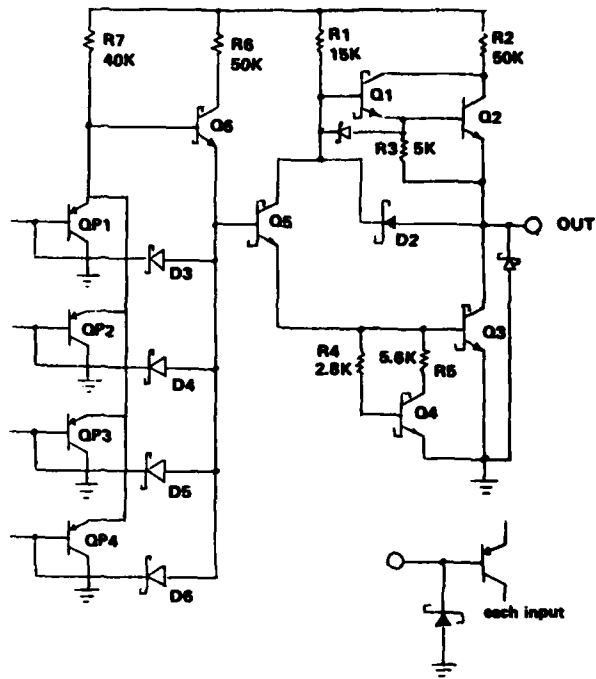 R7
40K
R6
50K
R1
15K
R2
50K
Q1
Q2
Q6
R3 5K
QP1
Q5
D2
OUT
D3
QP2
Q3
R4
2.8K
5.6K
R5
D4
Q4
QP3
D5
QP4
D6
each input